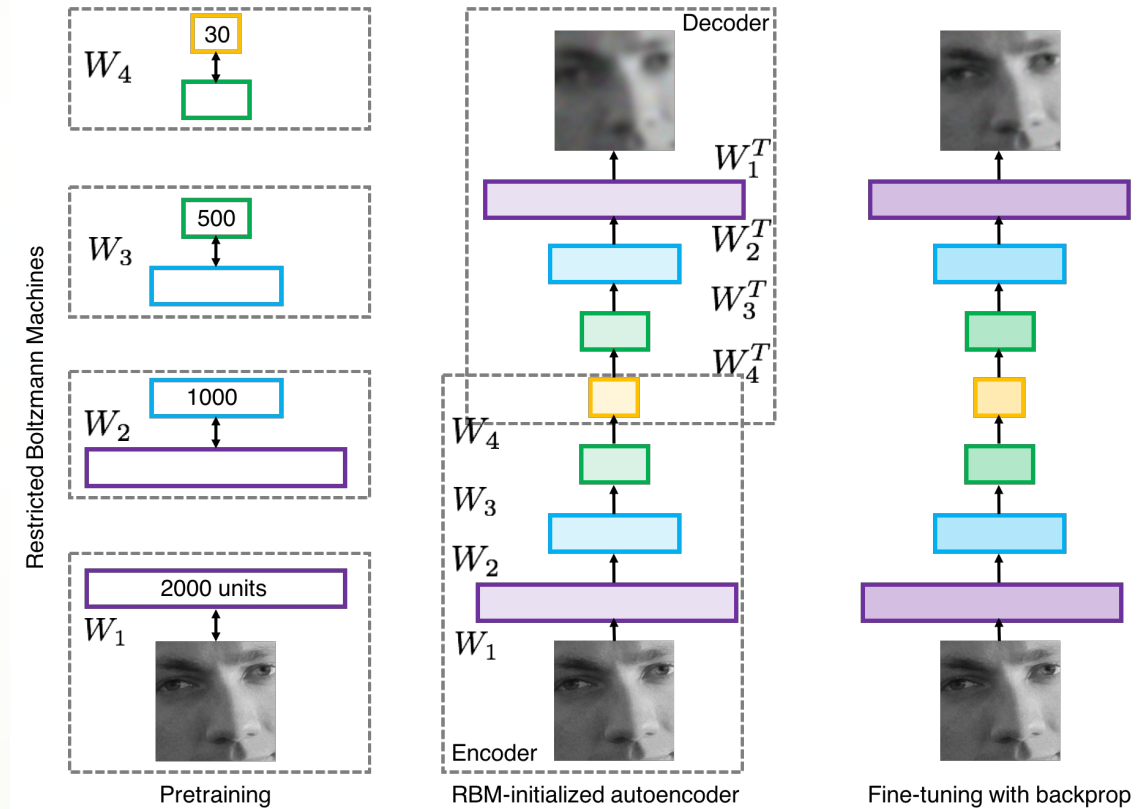 Restricted Boltzmann Machines
30
W₄
500
W₃
1000
W₂
2000 units
W₁
Pretraining
Decoder
W₁ᵀ
W₂ᵀ
W₃ᵀ
W₄ᵀ
W₄
W₃
W₂
W₁
Encoder
RBM-initialized autoencoder
Fine-tuning with backprop